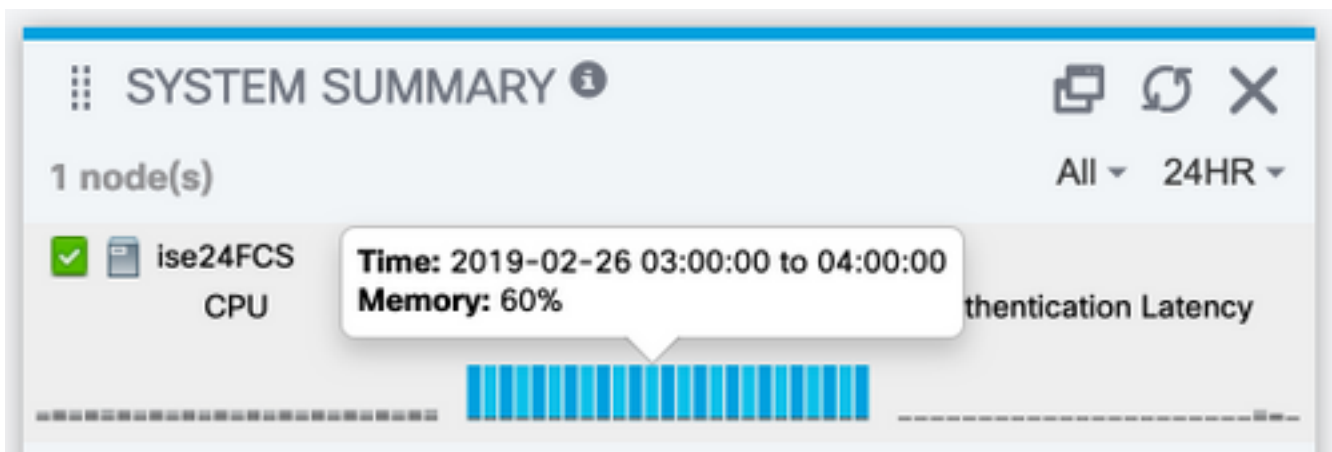 SYSTEM SUMMARY
1 node(s)
All 24HR
ise24FCS
Time: 2019-02-26 03:00:00 to 04:00:00
Memory: 60%
CPU
thentication Latency